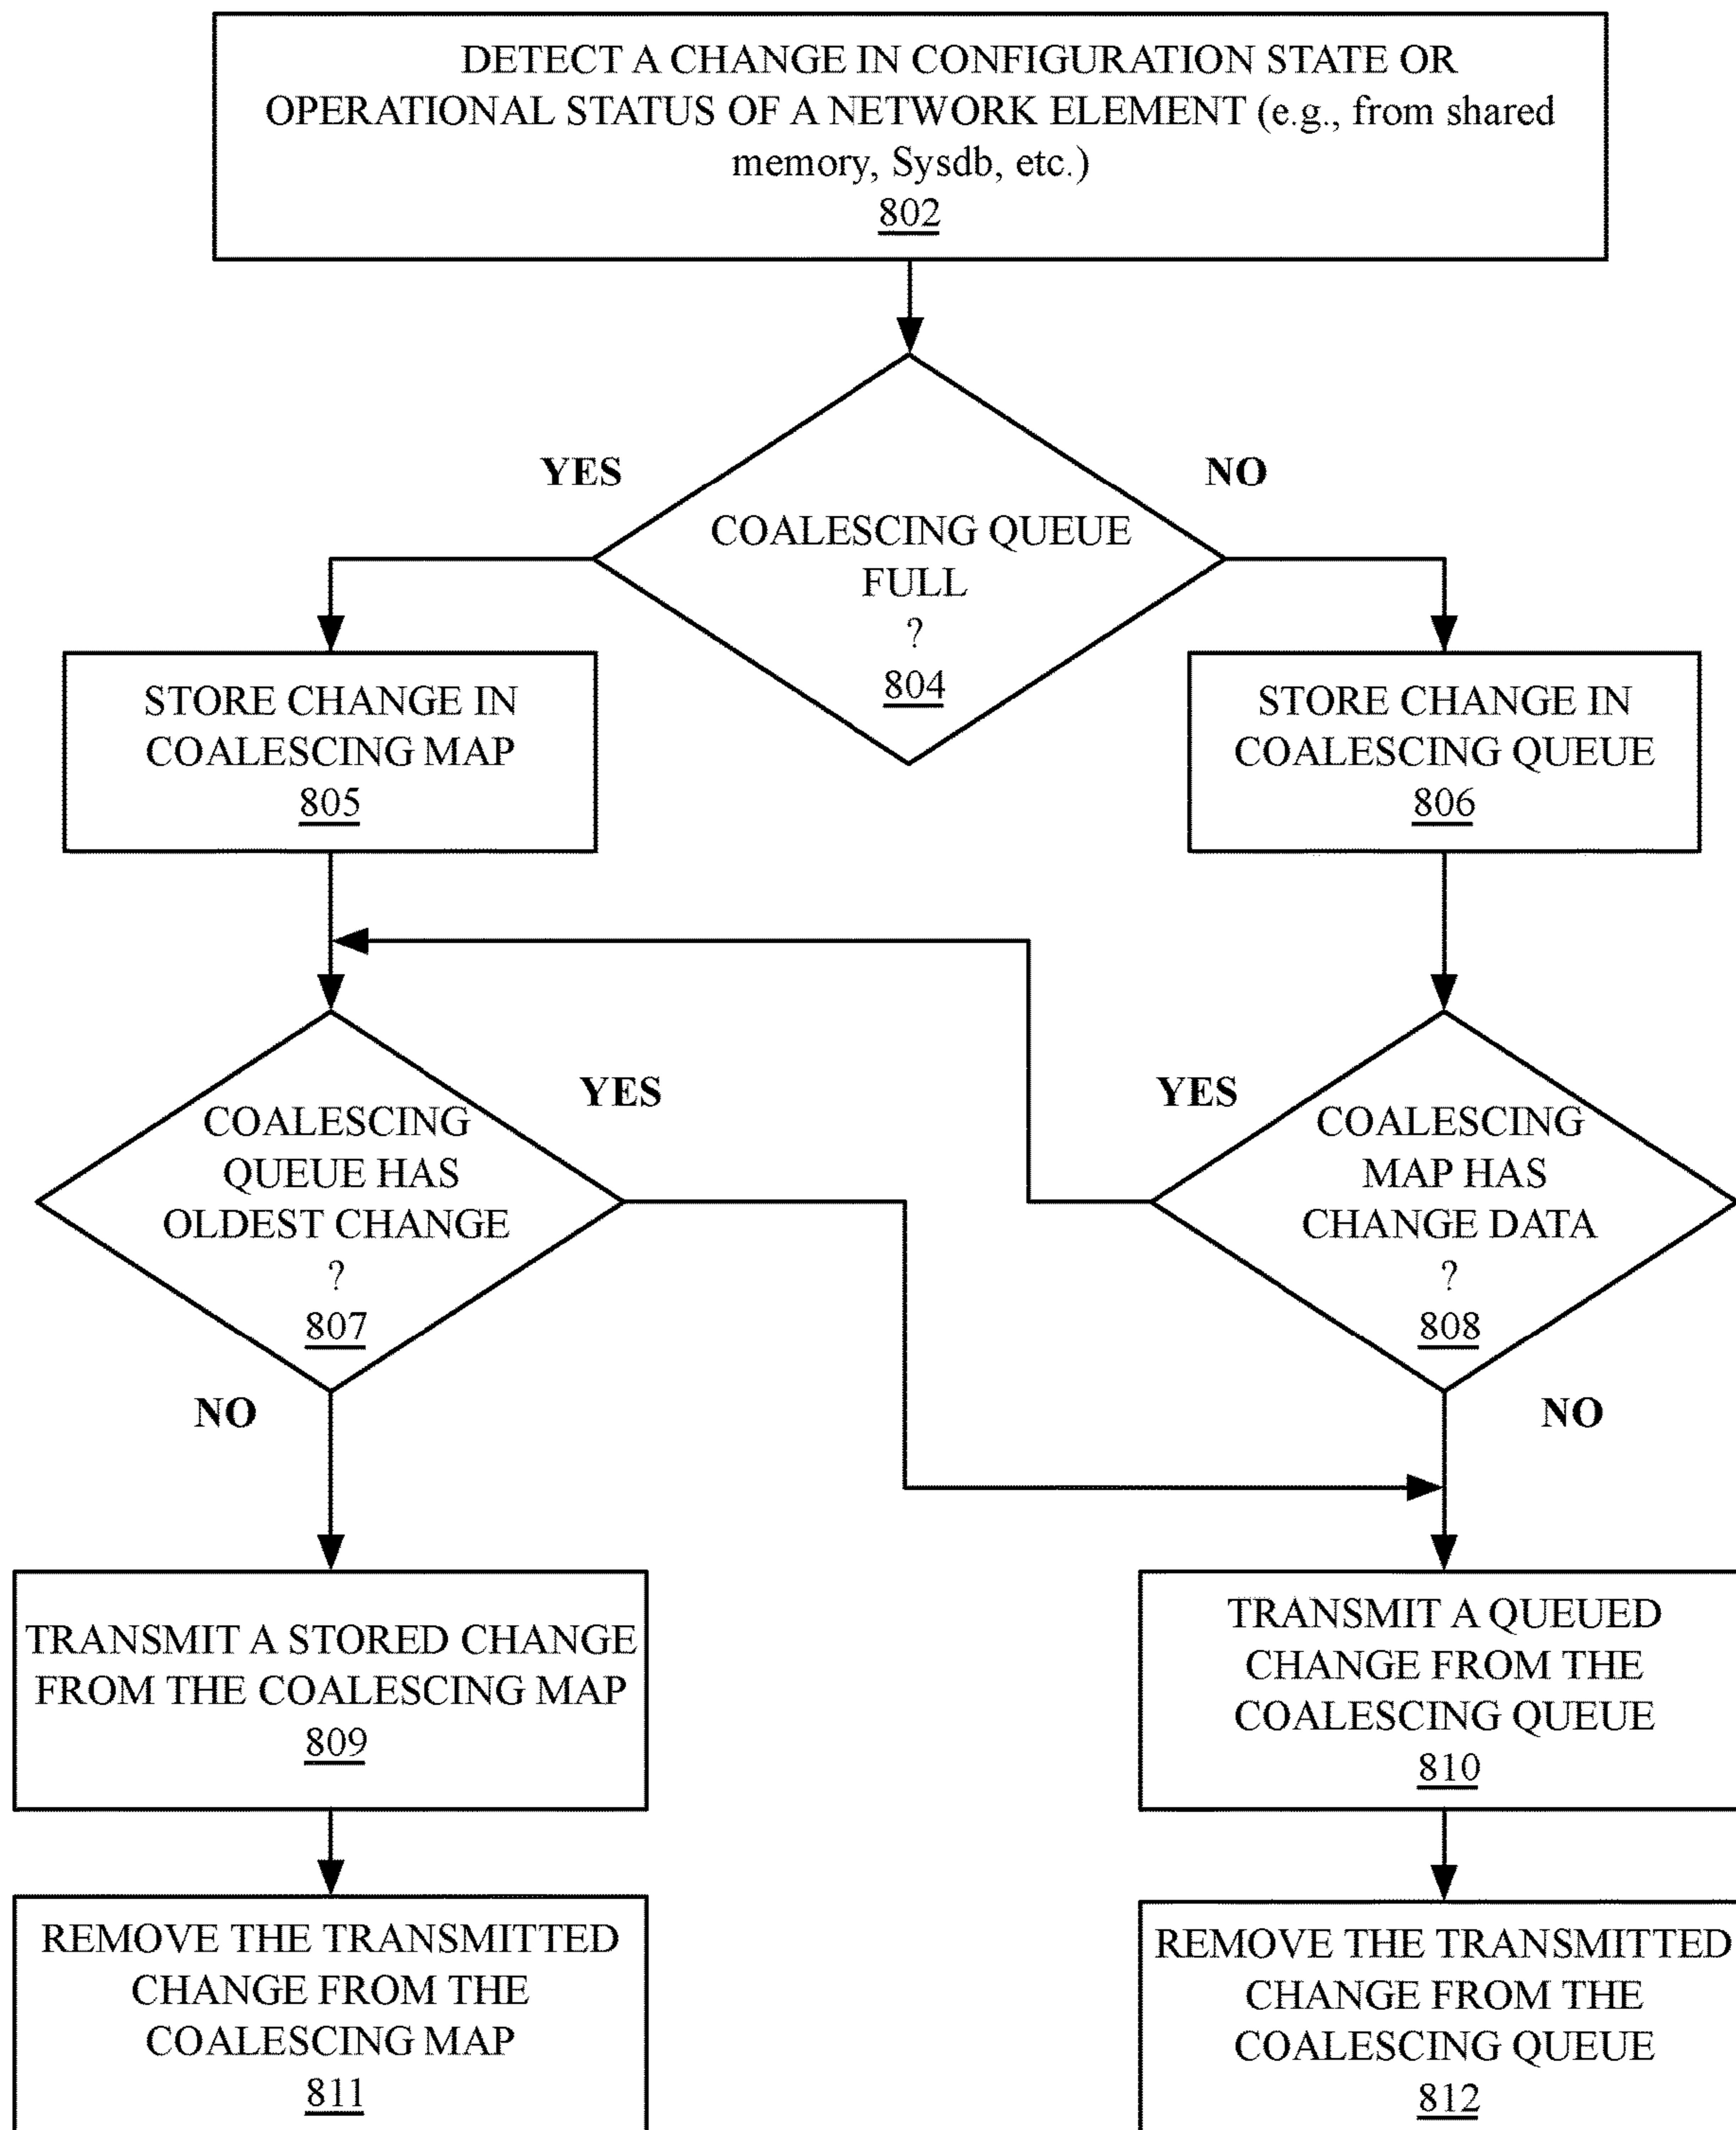 DETECT A CHANGE IN CONFIGURATION STATE OR
OPERATIONAL STATUS OF A NETWORK ELEMENT (e.g., from shared
memory, Sysdb, etc.)
802
YES
NO
COALESCING QUEUE
FULL
?
804
STORE CHANGE IN
COALESCING MAP
805
STORE CHANGE IN
COALESCING QUEUE
806
COALESCING
QUEUE HAS
OLDEST CHANGE
?
807
YES
NO
YES
COALESCING
MAP HAS
CHANGE DATA
?
808
NO
TRANSMIT A STORED CHANGE
FROM THE COALESCING MAP
809
TRANSMIT A QUEUED
CHANGE FROM THE
COALESCING QUEUE
810
REMOVE THE TRANSMITTED
CHANGE FROM THE
COALESCING MAP
811
REMOVE THE TRANSMITTED
CHANGE FROM THE
COALESCING QUEUE
812